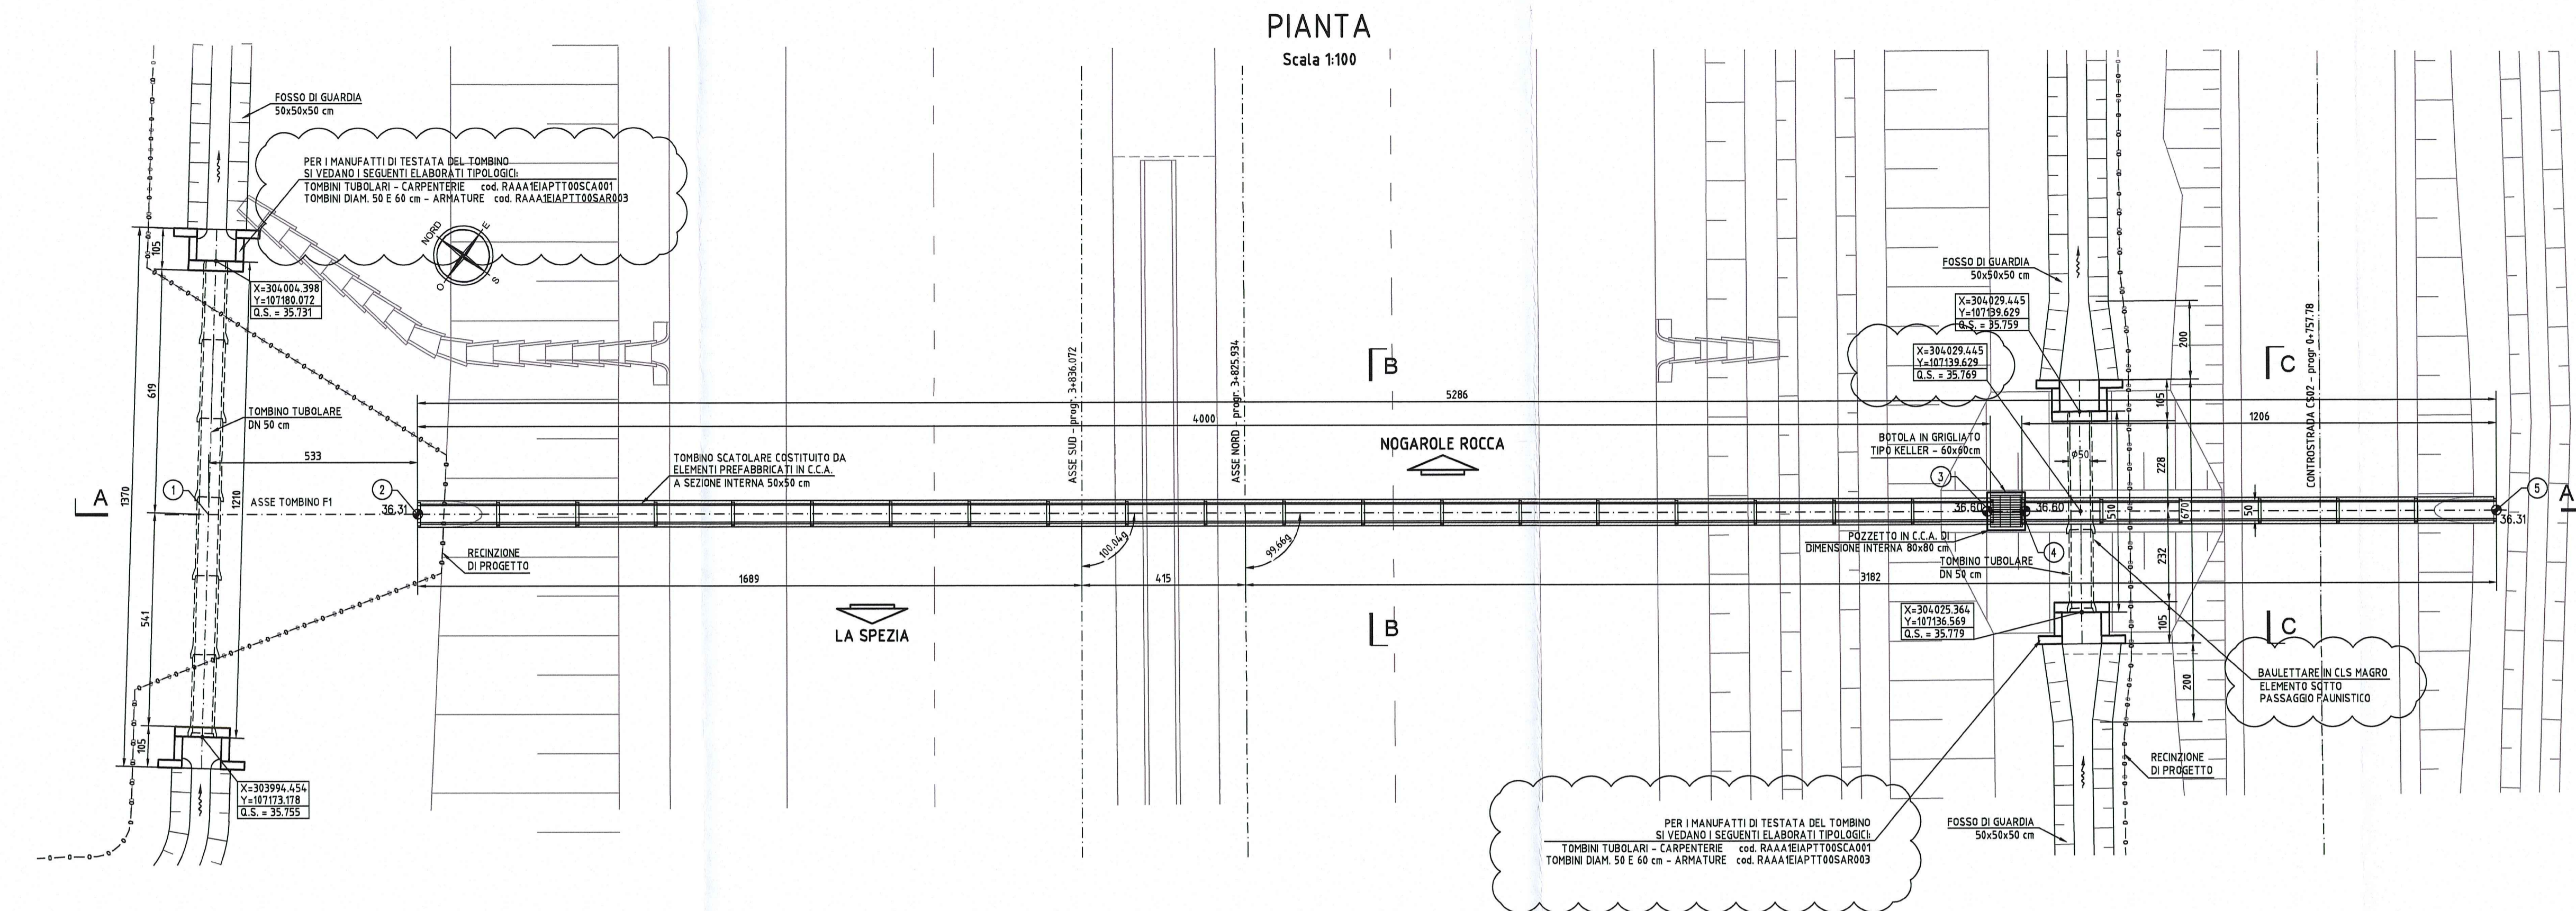 PIANTA
Scala 1:100
FOSSO DI GUARDIA
50x50x50 cm
PER I MANUFATTI DI TESTATA DEL TOMBINO
SI VEDANO I SEGUENTI ELABORATI TIPOLOGICI:
TOMBINI TUBOLARI - CARPENTERIE cod. RAAA1EIAPTT00SCA001
TOMBINI DIAM. 50 E 60 cm - ARMATURE cod. RAAA1EIAPTT00SAR003
NORD
E
O
S
105
X=304004.398
Y=107180.072
Q.S. = 35.731
619
TOMBINO TUBOLARE
DN 50 cm
533
1
2
A
1370
1210
ASSE TOMBINO F1
36.31
RECINZIONE
DI PROGETTO
541
105
X=303994.454
Y=107173.178
Q.S. = 35.755
TOMBINO SCATOLARE COSTITUITO DA
ELEMENTI PREFABBRICATI IN C.C.A.
A SEZIONE INTERNA 50x50 cm
1689
LA SPEZIA
ASSE SUD - progr. 3+836.072
ASSE NORD - progr. 3+825.934
100.04g
99.66g
415
5286
4000
NOGAROLE ROCCA
B
B
3182
FOSSO DI GUARDIA
50x50x50 cm
X=304029.445
Y=107139.629
Q.S. = 35.759
X=304029.445
Y=107139.629
Q.S. = 35.769
BOTOLA IN GRIGLIATO
TIPO KELLER - 60x60cm
3
36.60
36.60
POZZETTO IN C.C.A. DI
DIMENSIONE INTERNA 80x80 cm
4
TOMBINO TUBOLARE
DN 50 cm
X=304025.364
Y=107136.569
Q.S. = 35.779
200
105
228
ø50
510
670
50
232
105
200
1206
C
C
CONTROSTRADA CS02 - progr 0+757.78
5
A
36.31
BAULETTARE IN CLS MAGRO
ELEMENTO SOTTO
PASSAGGIO FAUNISTICO
RECINZIONE
DI PROGETTO
FOSSO DI GUARDIA
50x50x50 cm
PER I MANUFATTI DI TESTATA DEL TOMBINO
SI VEDANO I SEGUENTI ELABORATI TIPOLOGICI:
TOMBINI TUBOLARI - CARPENTERIE cod. RAAA1EIAPTT00SCA001
TOMBINI DIAM. 50 E 60 cm - ARMATURE cod. RAAA1EIAPTT00SAR003